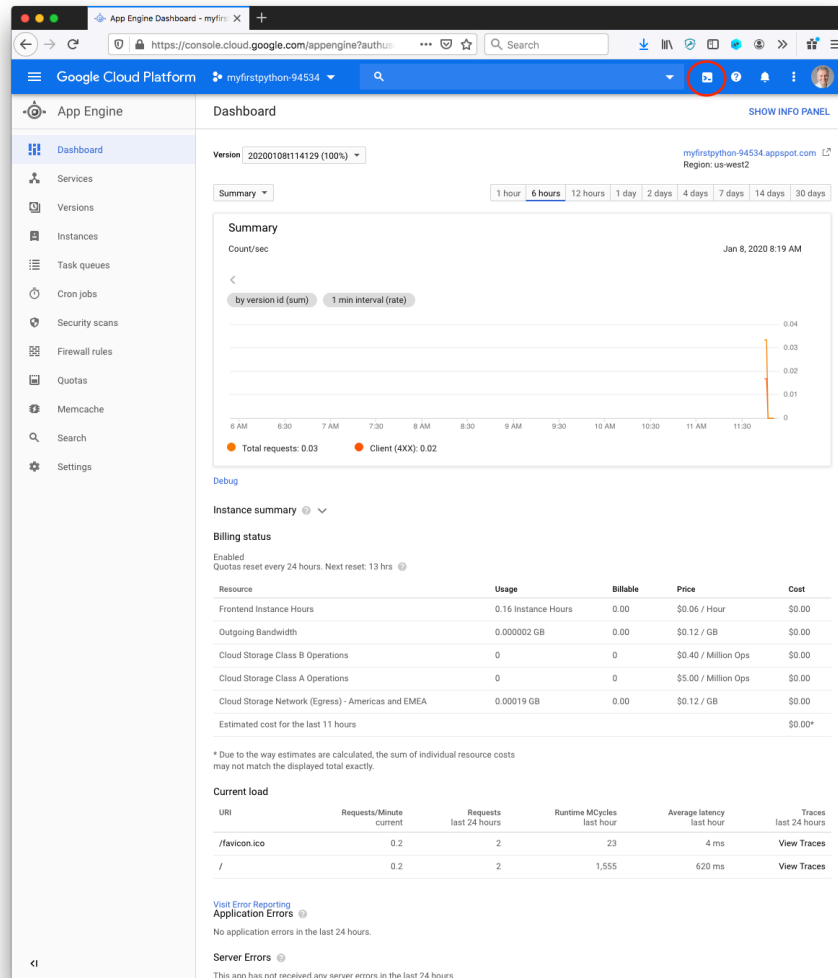 App Engine Dashboard - myfirs
https://console.cloud.google.com/appengine?authus
Search
Google Cloud Platform
myfirstpython-94534
App Engine
Dashboard
SHOW INFO PANEL
Dashboard
Services
Versions
Instances
Task queues
Cron jobs
Security scans
Firewall rules
Quotas
Memcache
Search
Settings
Version 20200108t114129 (100%)
myfirstpython-94534.appspot.com
Region: us-west2
Summary
1 hour 6 hours 12 hours 1 day 2 days 4 days 7 days 14 days 30 days
Summary
Count/sec
Jan 8, 2020 8:19 AM
by version id (sum) 1 min interval (rate)
0.04
0.03
0.02
0.01
0
6 AM 6:30 7 AM 7:30 8 AM 8:30 9 AM 9:30 10 AM 10:30 11 AM 11:30
Total requests: 0.03 Client (4XX): 0.02
Debug
Instance summary
Billing status
Enabled
Quotas reset every 24 hours. Next reset: 13 hrs
Resource Usage Billable Price Cost
Frontend Instance Hours 0.16 Instance Hours 0.00 $0.06 / Hour $0.00
Outgoing Bandwidth 0.000002 GB 0.00 $0.12 / GB $0.00
Cloud Storage Class B Operations 0 0 $0.40 / Million Ops $0.00
Cloud Storage Class A Operations 0 0 $5.00 / Million Ops $0.00
Cloud Storage Network (Egress) - Americas and EMEA 0.00019 GB 0.00 $0.12 / GB $0.00
Estimated cost for the last 11 hours $0.00*
* Due to the way estimates are calculated, the sum of individual resource costs
may not match the displayed total exactly.
Current load
URI Requests/Minute Requests Runtime MCycles Average latency Traces
current last 24 hours last hour last hour last 24 hours
/favicon.ico 0.2 2 23 4 ms View Traces
/ 0.2 2 1,555 620 ms View Traces
Visit Error Reporting
Application Errors
No application errors in the last 24 hours.
Server Errors
This app has not received any server errors in the last 24 hours